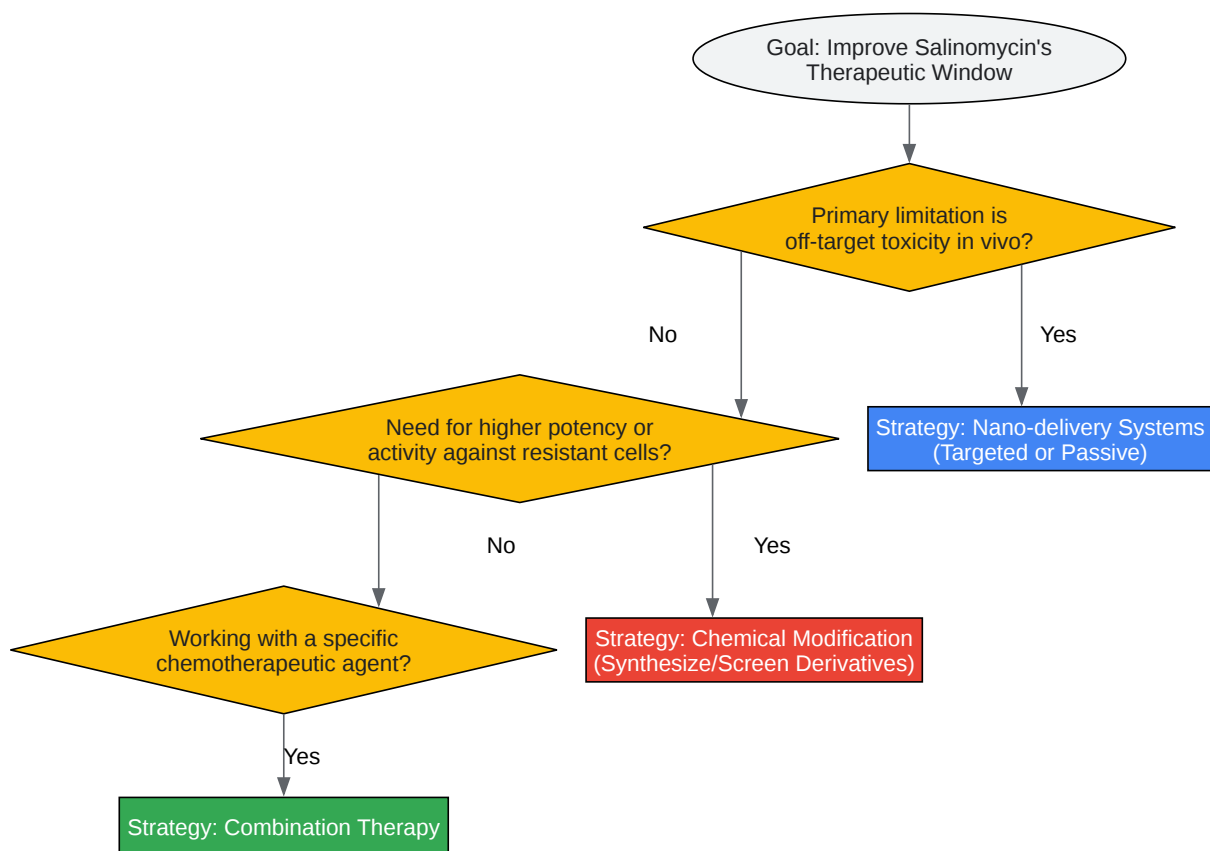 Goal: Improve Salinomycin's
Therapeutic Window
Primary limitation is
off-target toxicity in vivo?
No
Yes
Need for higher potency or
activity against resistant cells?
Strategy: Nano-delivery Systems
(Targeted or Passive)
No
Yes
Working with a specific
chemotherapeutic agent?
Strategy: Chemical Modification
(Synthesize/Screen Derivatives)
Yes
Strategy: Combination Therapy